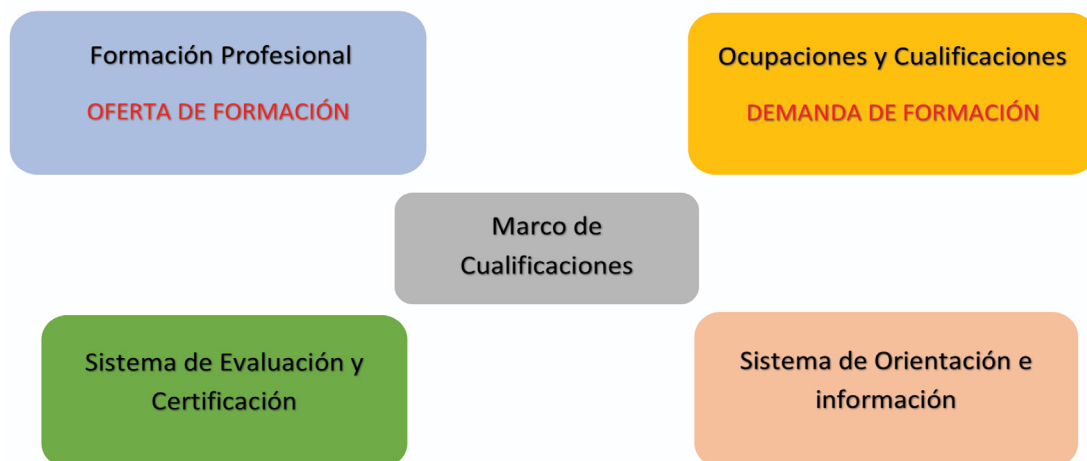 Formación Profesional
OFERTA DE FORMACIÓN
Ocupaciones y Cualificaciones
DEMANDA DE FORMACIÓN
Marco de
Cualificaciones
Sistema de Evaluación y
Certificación
Sistema de Orientación e
información